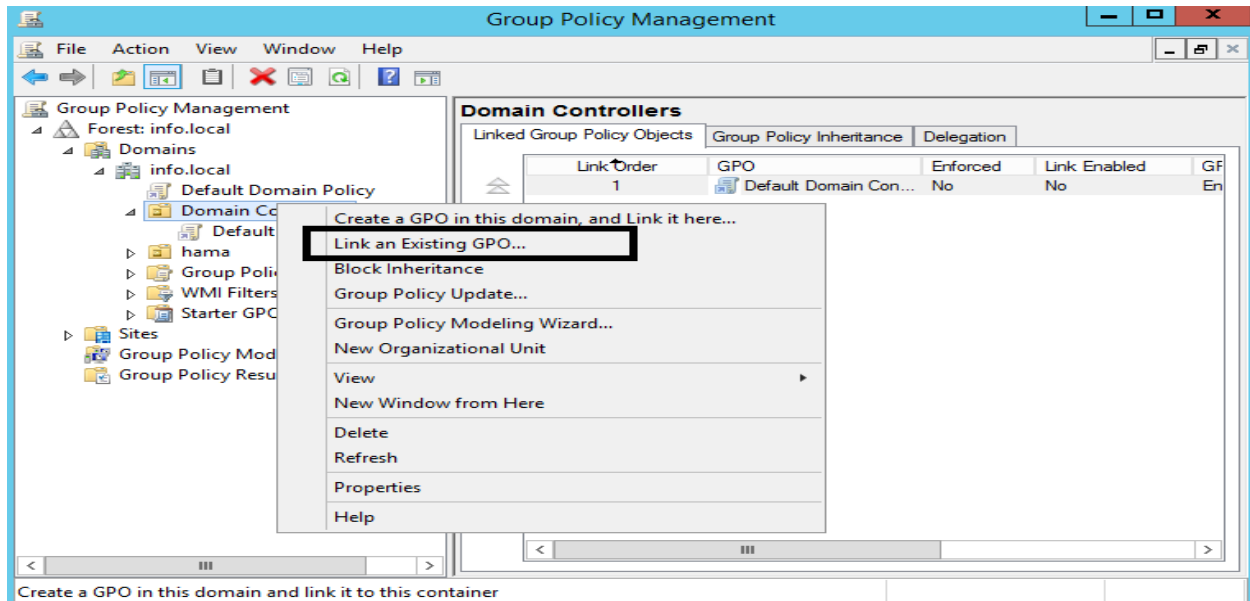 Group Policy Management
File Action View Window Help
Group Policy Management
Forest: info.local
Domains
info.local
Default Domain Policy
Domain Co
Default
hama
Group Poli
WMI Filters
Starter GPO
Sites
Group Policy Mod
Group Policy Resu
Domain Controllers
Linked Group Policy Objects Group Policy Inheritance Delegation
Link Order GPO Enforced Link Enabled GP
1 Default Domain Con... No No En
Create a GPO in this domain, and Link it here...
Link an Existing GPO...
Block Inheritance
Group Policy Update...
Group Policy Modeling Wizard...
New Organizational Unit
View
New Window from Here
Delete
Refresh
Properties
Help
Create a GPO in this domain and link it to this container